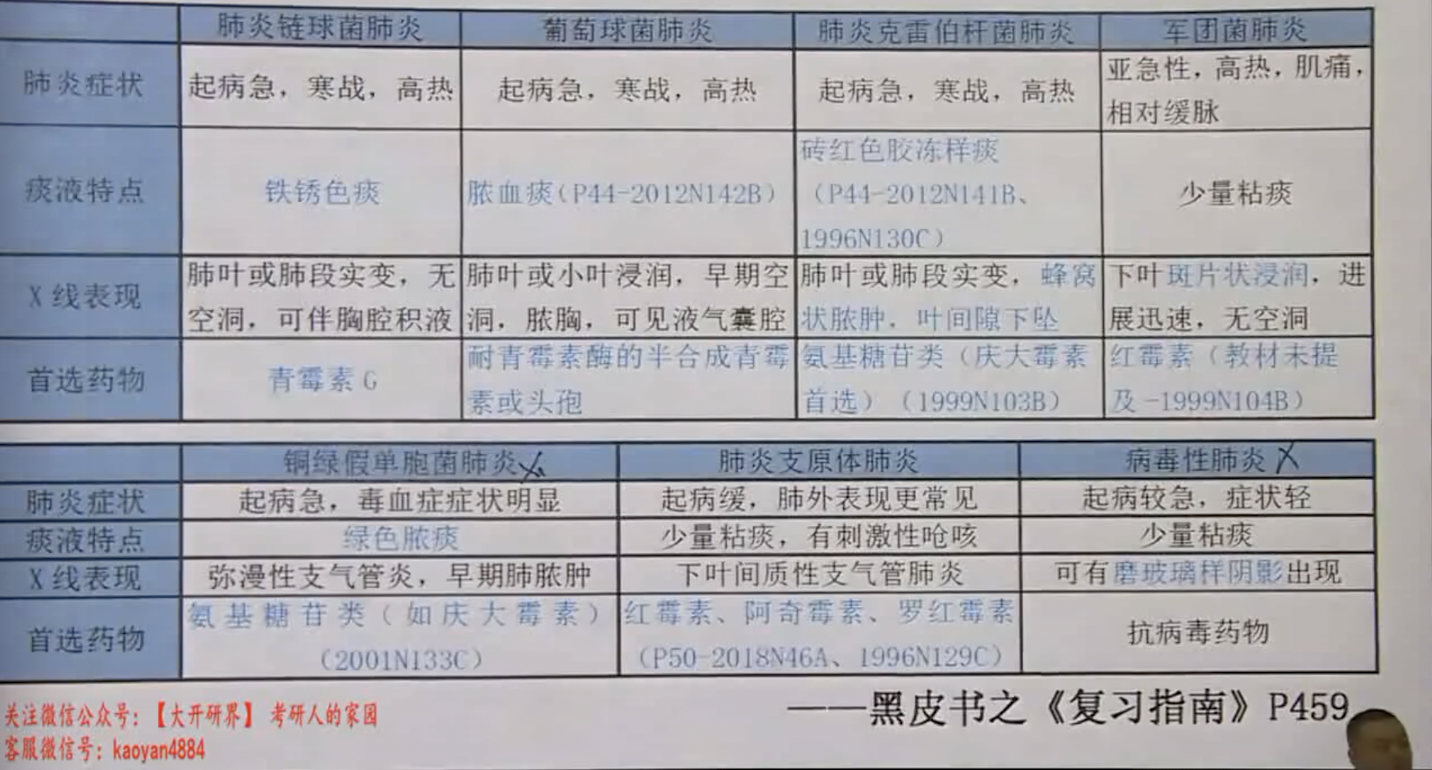 肺炎链球菌肺炎 葡萄球菌肺炎 肺炎克雷伯杆菌肺炎 军团菌肺炎
肺炎症状 起病急，寒战，高热 起病急，寒战，高热 起病急，寒战，高热 亚急性，高热，肌痛，
相对缓脉
痰液特点 铁锈色痰 脓血痰（P44-2012N142B） 砖红色胶冻样痰
（P44-2012N141B、
1996N130C） 少量粘痰
X线表现 肺叶或肺段实变，无
空洞，可伴胸腔积液 肺叶或小叶浸润，早期空
洞，脓胸，可见液气囊腔 肺叶或肺段实变，蜂窝
状脓肿，叶间隙下坠 下叶斑片状浸润，进
展迅速，无空洞
首选药物 青霉素G 耐青霉素酶的半合成青霉
素或头孢 氨基糖苷类（庆大霉素
首选）（1999N103B） 红霉素（教材未提
及-1999N104B）
铜绿假单胞菌肺炎 肺炎支原体肺炎 病毒性肺炎
肺炎症状 起病急，毒血症症状明显 起病缓，肺外表现更常见 起病较急，症状轻
痰液特点 绿色脓痰 少量粘痰，有刺激性呛咳 少量粘痰
X线表现 弥漫性支气管炎，早期肺脓肿 下叶间质性支气管肺炎 可有磨玻璃样阴影出现
首选药物 氨基糖苷类（如庆大霉素）
（2001N133C） 红霉素、阿奇霉素、罗红霉素
（P50-2018N46A、1996N129C） 抗病毒药物
——黑皮书之《复习指南》P459
关注微信公众号：【大开研界】 考研人的家园
客服微信号：kaoyan4884